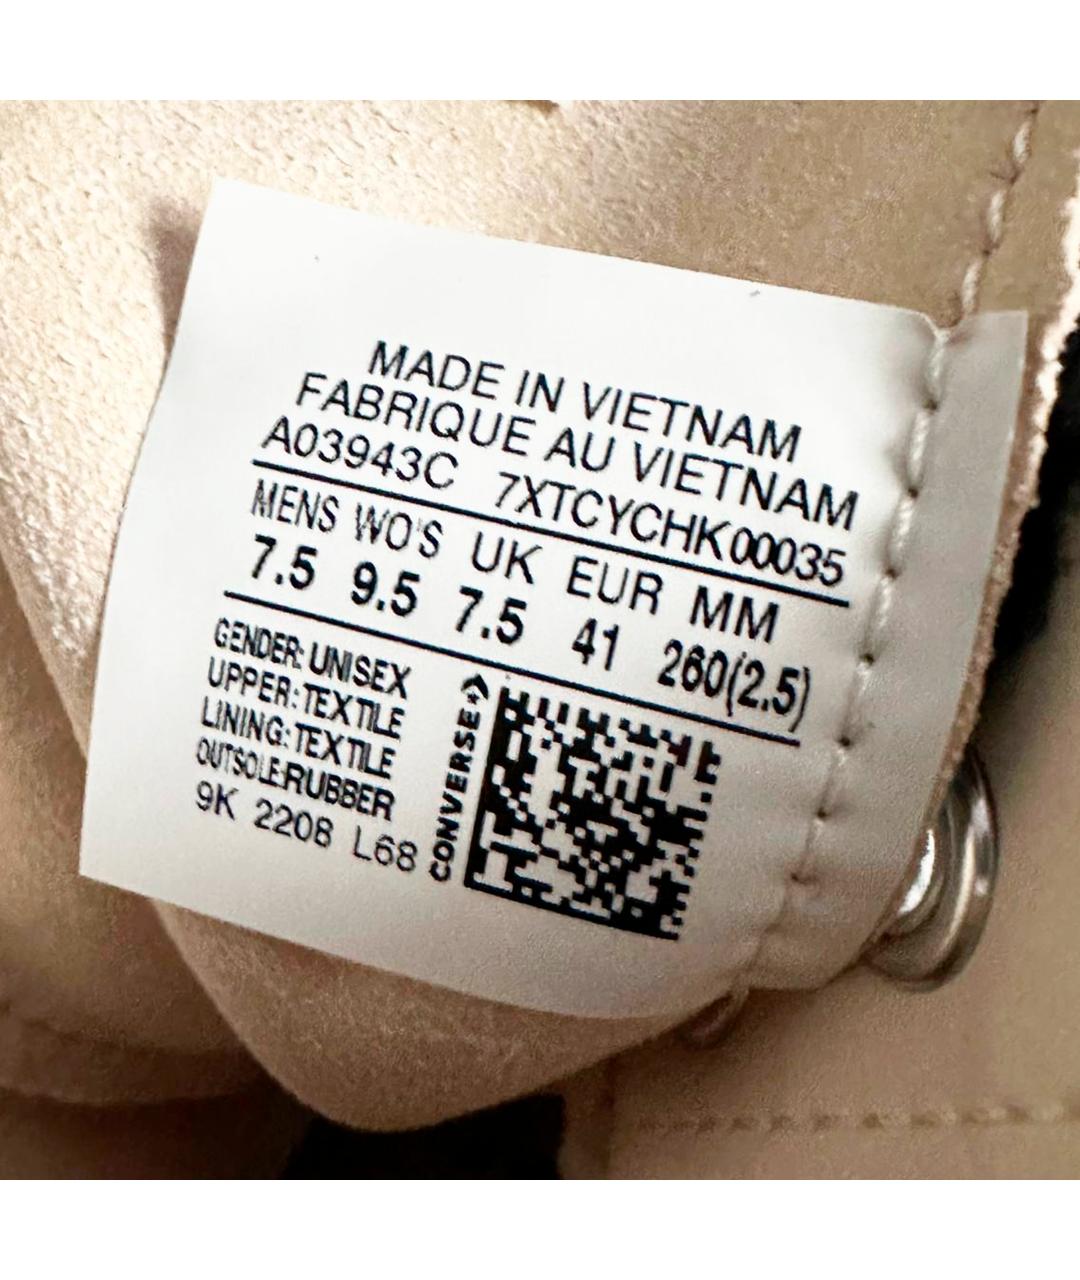 MADE IN VIETNAM
FABRIQUE AU VIETNAM
A03943C 7XTCYCHK00035
MENS WO'S UK EUR MM
7.5 9.5 7.5 41 260(2.5)
GENDER: UNISEX
UPPER: TEXTILE
LINING: TEXTILE
OUTSOLE:RUBBER
9K 2208 L68
CONVERSE